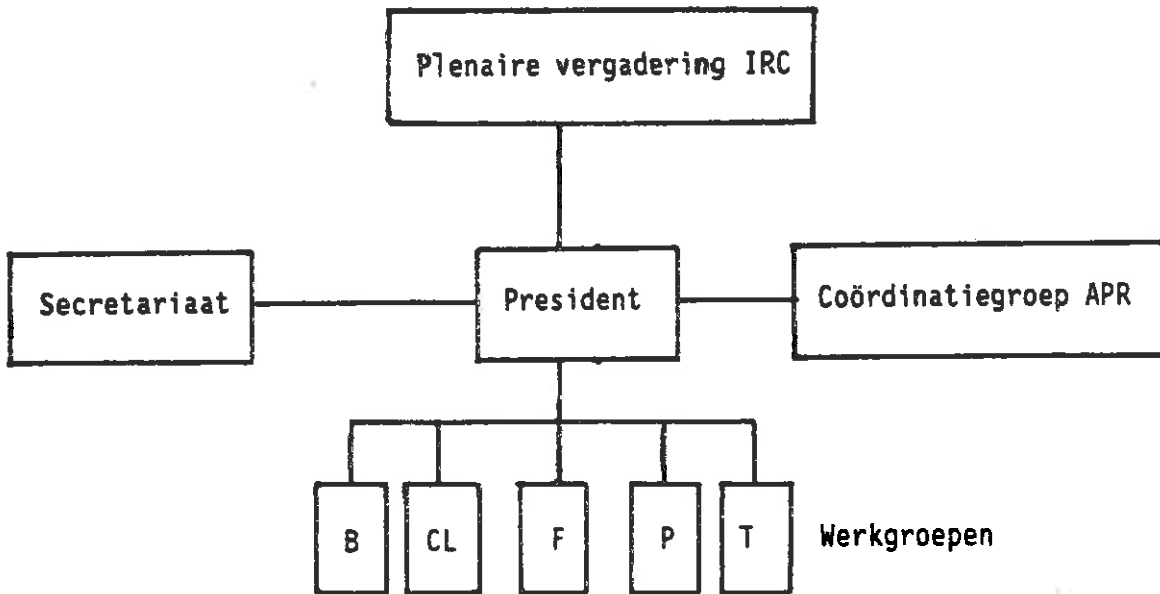 Plenaire vergadering IRC
Secretariaat
President
Coördinatiegroep APR
B
CL
F
P
T
Werkgroepen